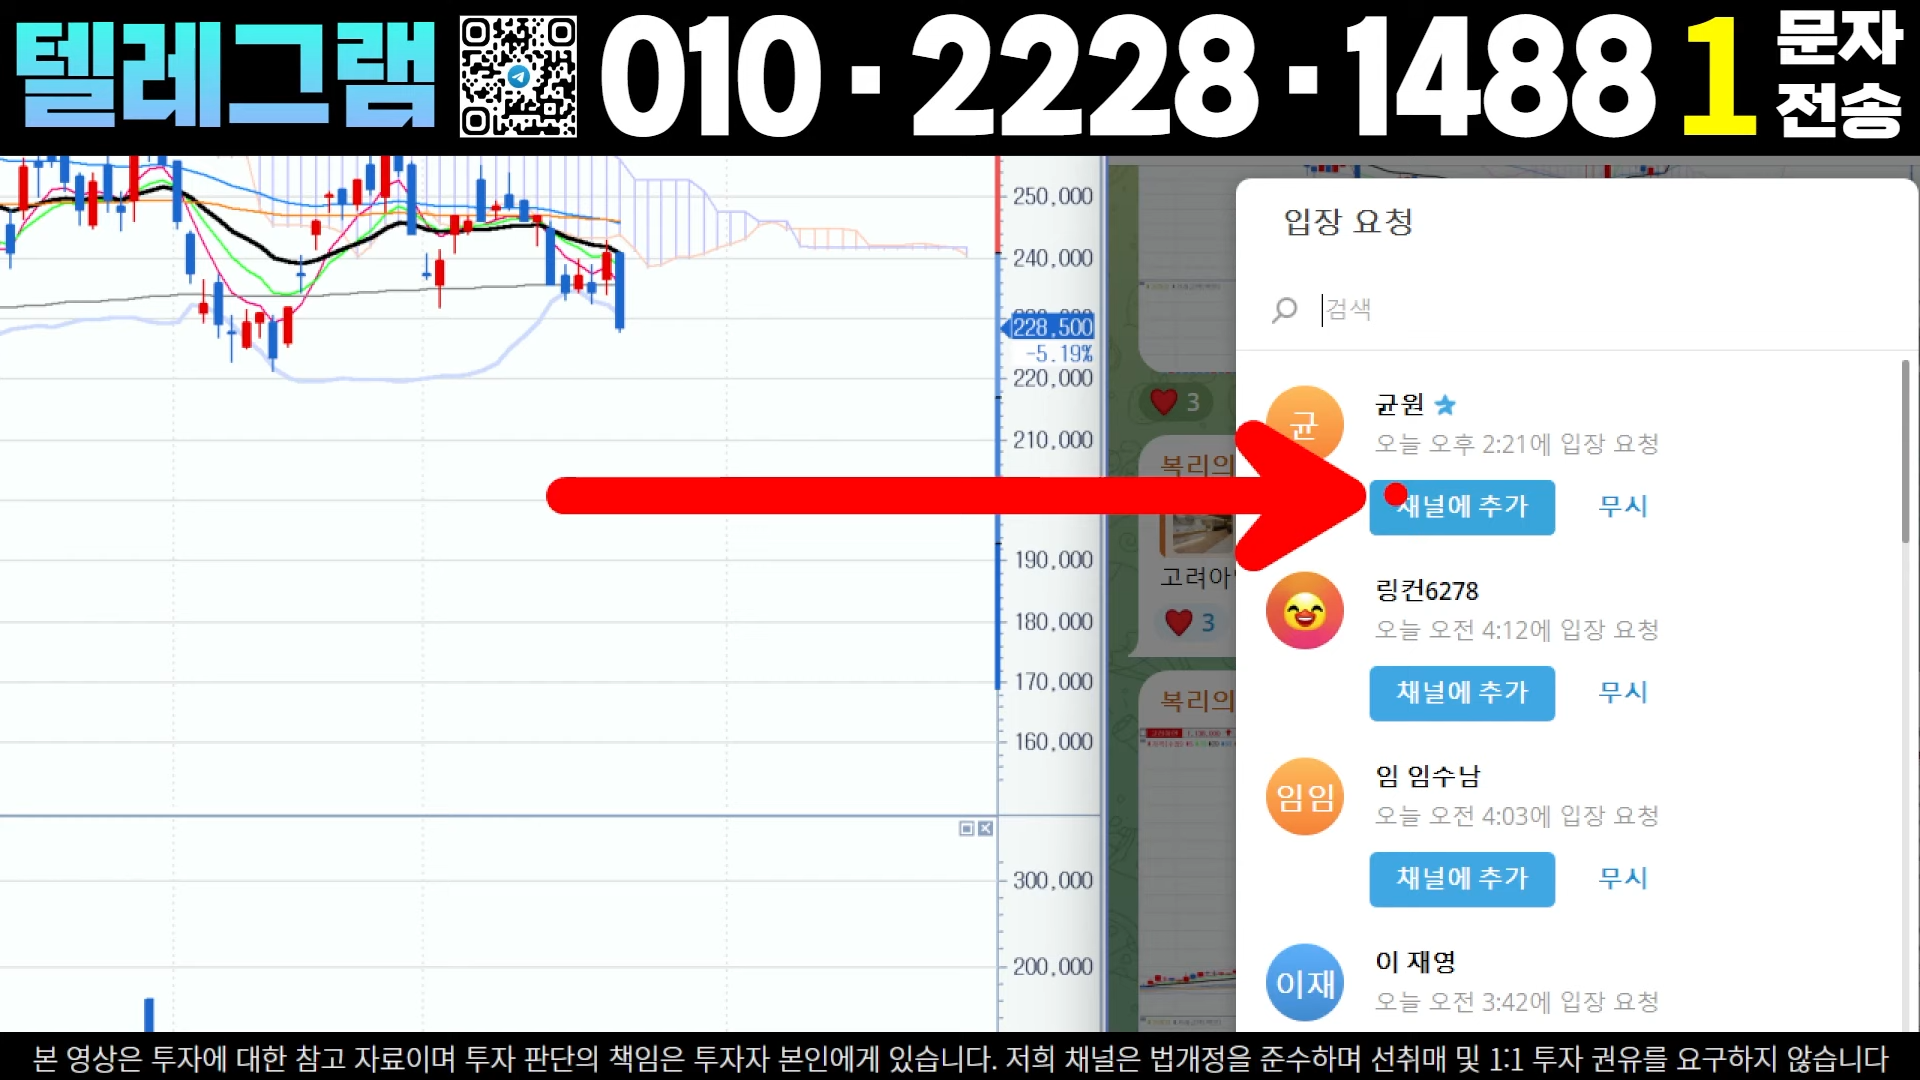 텔레그램
010·2228·1488
1
문자
전송
250,000
240,000
228,500
-5.19%
220,000
210,000
190,000
180,000
170,000
160,000
300,000
200,000
3
복리의
고려아
3
복리의
입장 요청
검색
균
균원
오늘 오후 2:21에 입장 요청
채널에 추가
무시
링컨6278
오늘 오전 4:12에 입장 요청
채널에 추가
무시
임임
임 임수남
오늘 오전 4:03에 입장 요청
채널에 추가
무시
이재
이 재영
오늘 오전 3:42에 입장 요청
본 영상은 투자에 대한 참고 자료이며 투자 판단의 책임은 투자자 본인에게 있습니다. 저희 채널은 법개정을 준수하며 선취매 및 1:1 투자 권유를 요구하지 않습니다